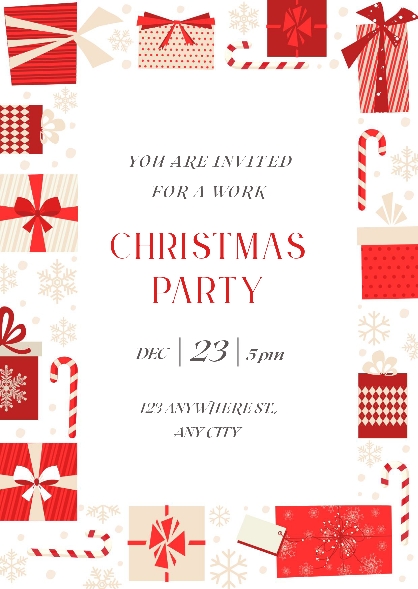 YOU ARE INVITED
FOR A WORK
CHRISTMAS
PARTY
DEC | 23 | 5pm
123 ANYWHERE ST.,
ANY CITY